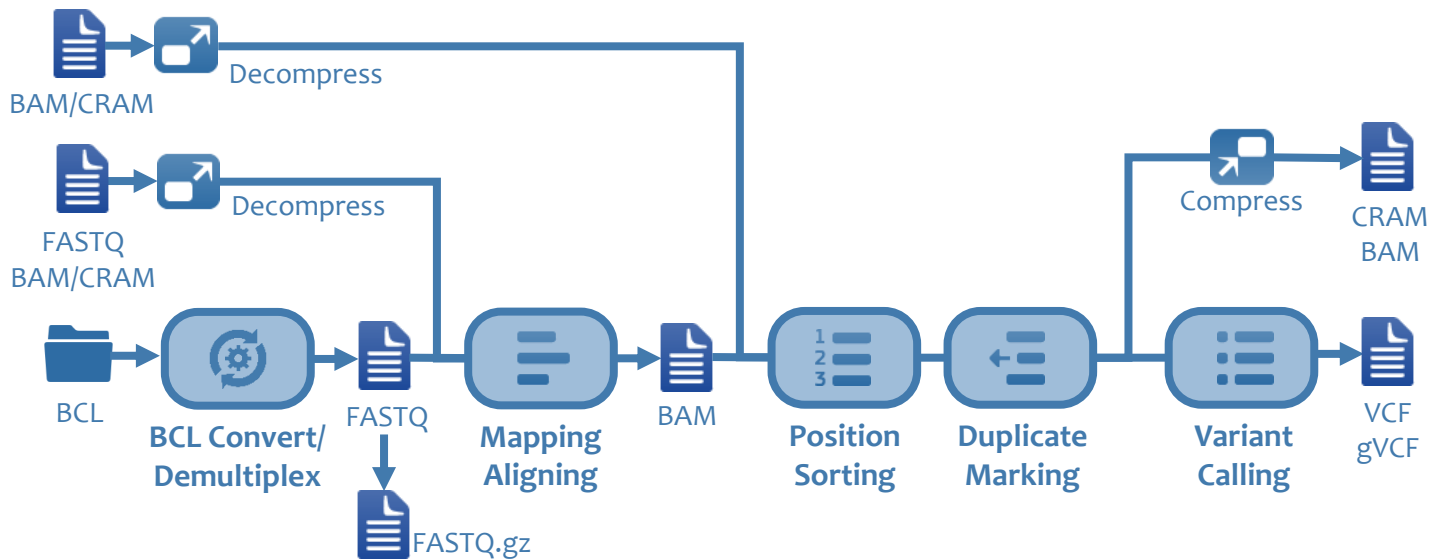 Decompress
BAM/CRAM
Decompress
Compress
FASTQ
BAM/CRAM
CRAM
BAM
1
2
3
BCL
BCL Convert/
Demultiplex
FASTQ
Mapping
Aligning
BAM
Position
Sorting
Duplicate
Marking
Variant
Calling
VCF
gVCF
FASTQ.gz